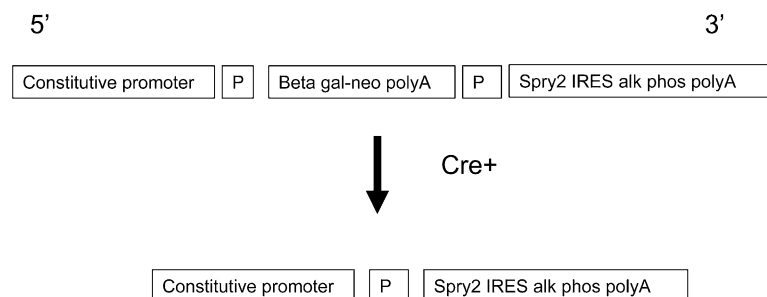 5’ 3’
Constitutive promoter P Beta gal-neo polyA P Spry2 IRES alk phos polyA
Cre+
Constitutive promoter P Spry2 IRES alk phos polyA